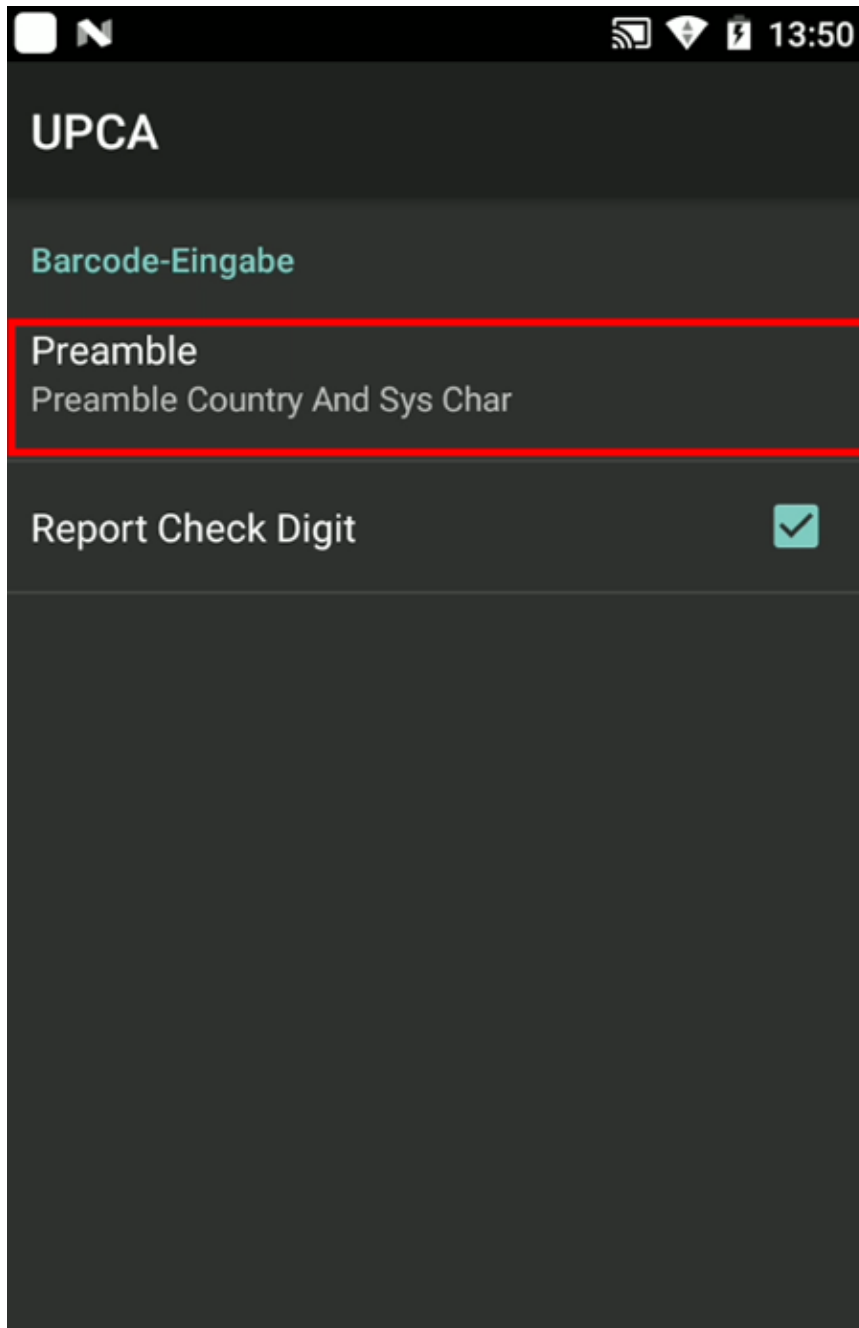 13:50
UPCA
Barcode-Eingabe
Preamble
Preamble Country And Sys Char
Report Check Digit